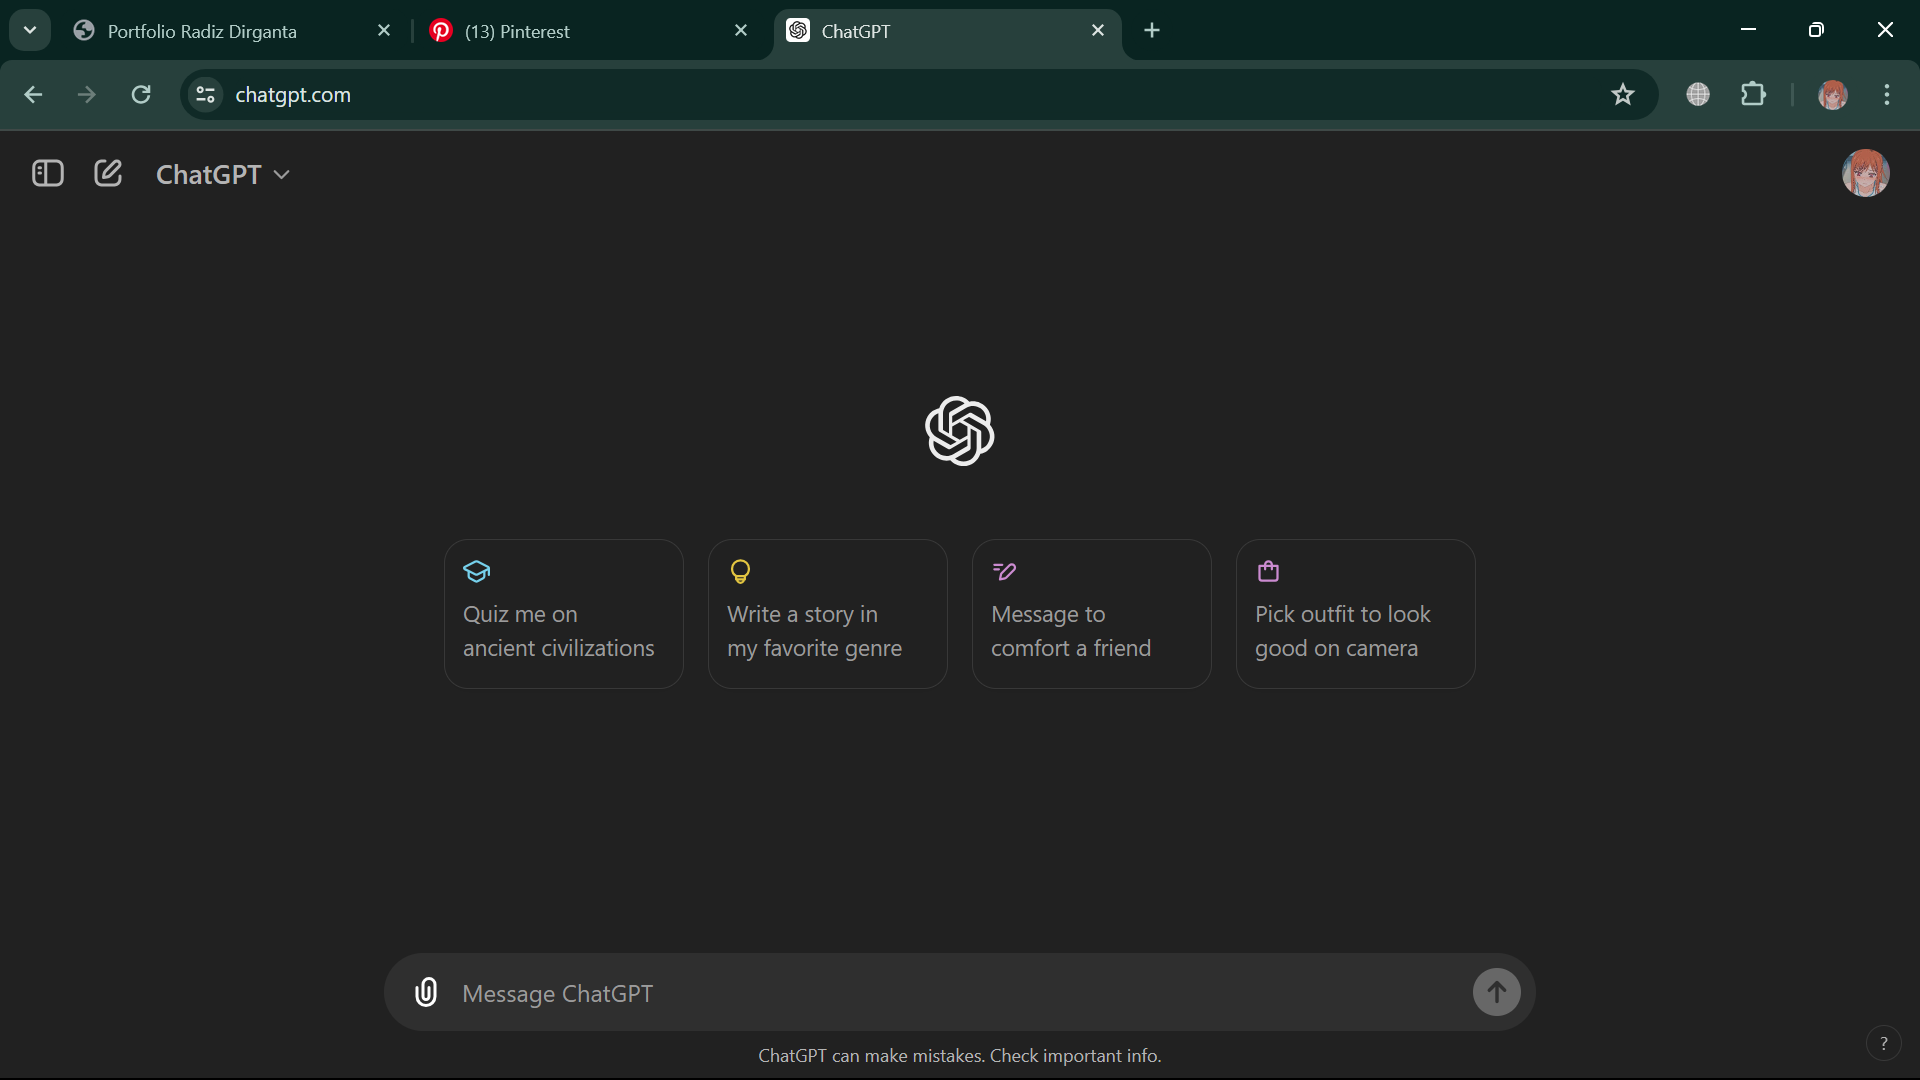 Portfolio Radiz Dirganta
(13) Pinterest
ChatGPT
chatgpt.com
ChatGPT
Quiz me on
ancient civilizations
Write a story in
my favorite genre
Message to
comfort a friend
Pick outfit to look
good on camera
Message ChatGPT
ChatGPT can make mistakes. Check important info.
?